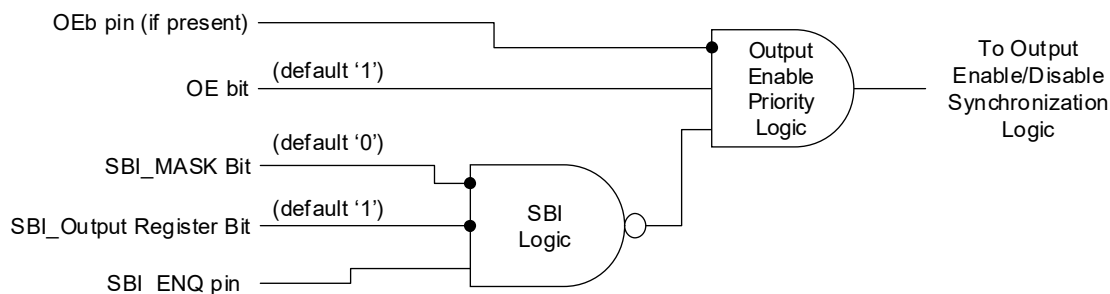 OEb pin (if present)
(default ‘1’)
OE bit
(default ‘0’)
SBI_MASK Bit
(default ‘1’)
SBI_Output Register Bit
SBI_ENQ pin
SBI
Logic
Output
Enable
Priority
Logic
To Output
Enable/Disable
Synchronization
Logic